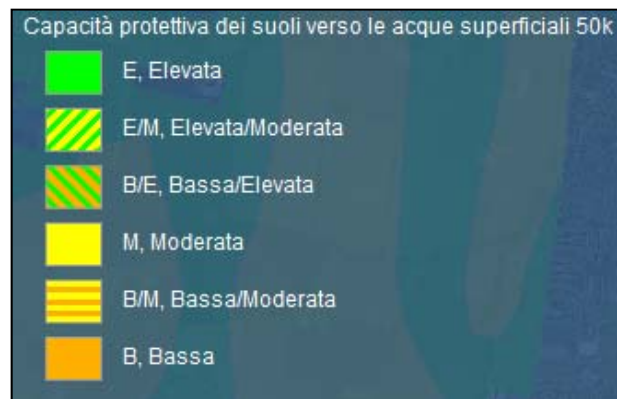 Capacità protettiva dei suoli verso le acque superficiali 50k
E, Elevata
E/M, Elevata/Moderata
B/E, Bassa/Elevata
M, Moderata
B/M, Bassa/Moderata
B, Bassa